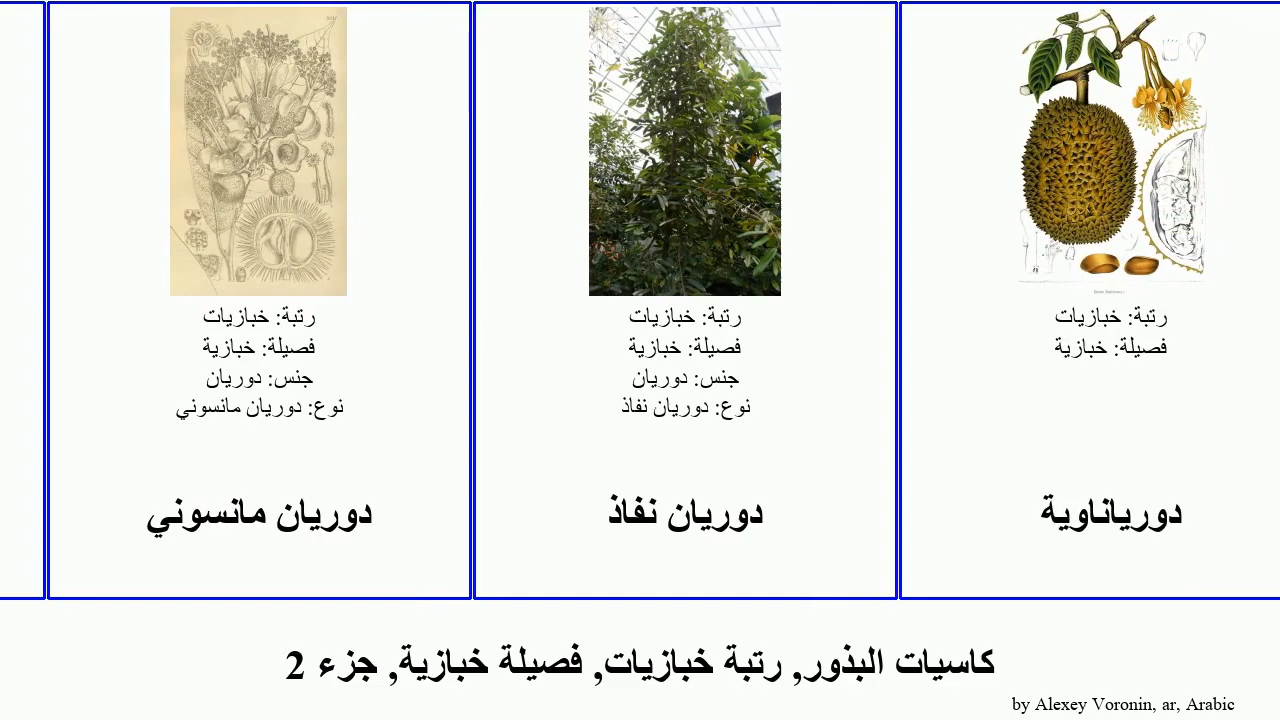 رتبة: خبازيات
فصيلة: خبازية
جنس: دوريان
نوع: دوريان مانسوني
دوريان مانسوني
رتبة: خبازيات
فصيلة: خبازية
جنس: دوريان
نوع: دوريان نفاذ
دوريان نفاذ
رتبة: خبازيات
فصيلة: خبازية
دورياناوية
كاسيات البذور, رتبة خبازيات, فصيلة خبازية, جزء 2
by Alexey Voronin, ar, Arabic